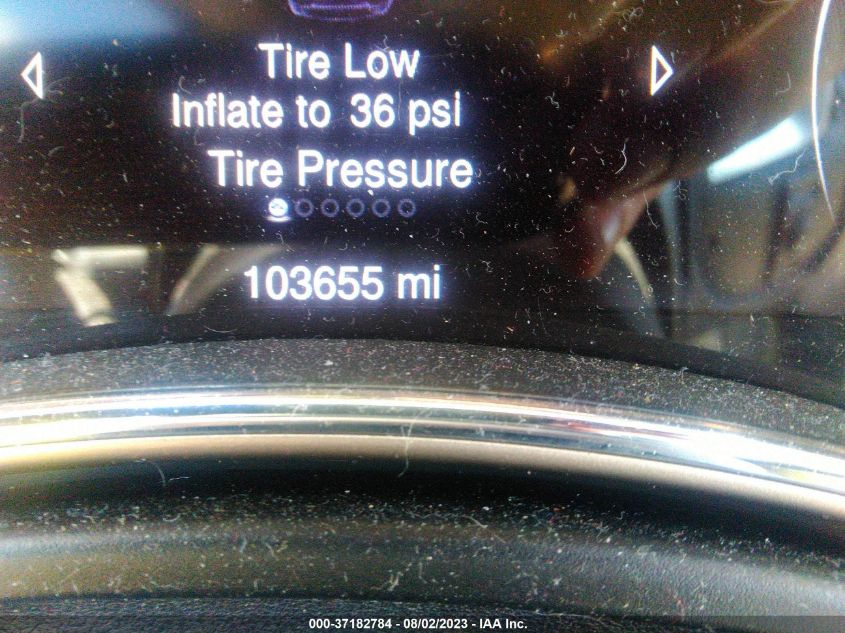 Tire Low
Inflate to 36 psi
Tire Pressure
103655 mi
000-37182784 - 08/02/2023 - IAA Inc.